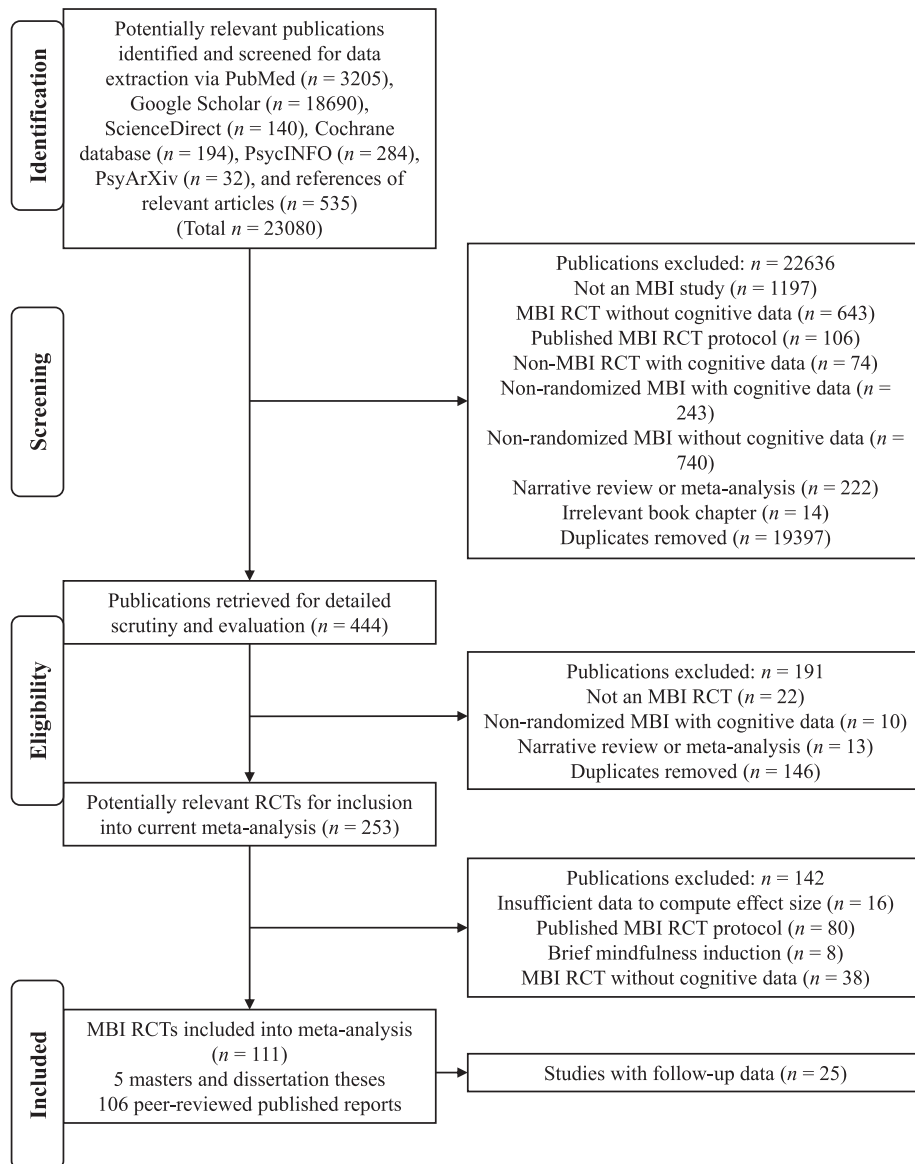 Identification
Potentially relevant publications
identified and screened for data
extraction via PubMed (n = 3205),
Google Scholar (n = 18690),
ScienceDirect (n = 140), Cochrane
database (n = 194), PsycINFO (n = 284),
PsyArXiv (n = 32), and references of
relevant articles (n = 535)
(Total n = 23080)
Screening
Publications excluded: n = 22636
Not an MBI study (n = 1197)
MBI RCT without cognitive data (n = 643)
Published MBI RCT protocol (n = 106)
Non-MBI RCT with cognitive data (n = 74)
Non-randomized MBI with cognitive data (n =
243)
Non-randomized MBI without cognitive data (n =
740)
Narrative review or meta-analysis (n = 222)
Irrelevant book chapter (n = 14)
Duplicates removed (n = 19397)
Eligibility
Publications retrieved for detailed
scrutiny and evaluation (n = 444)
Publications excluded: n = 191
Not an MBI RCT (n = 22)
Non-randomized MBI with cognitive data (n = 10)
Narrative review or meta-analysis (n = 13)
Duplicates removed (n = 146)
Potentially relevant RCTs for inclusion
into current meta-analysis (n = 253)
Publications excluded: n = 142
Insufficient data to compute effect size (n = 16)
Published MBI RCT protocol (n = 80)
Brief mindfulness induction (n = 8)
MBI RCT without cognitive data (n = 38)
Included
MBI RCTs included into meta-analysis
(n = 111)
5 masters and dissertation theses
106 peer-reviewed published reports
Studies with follow-up data (n = 25)